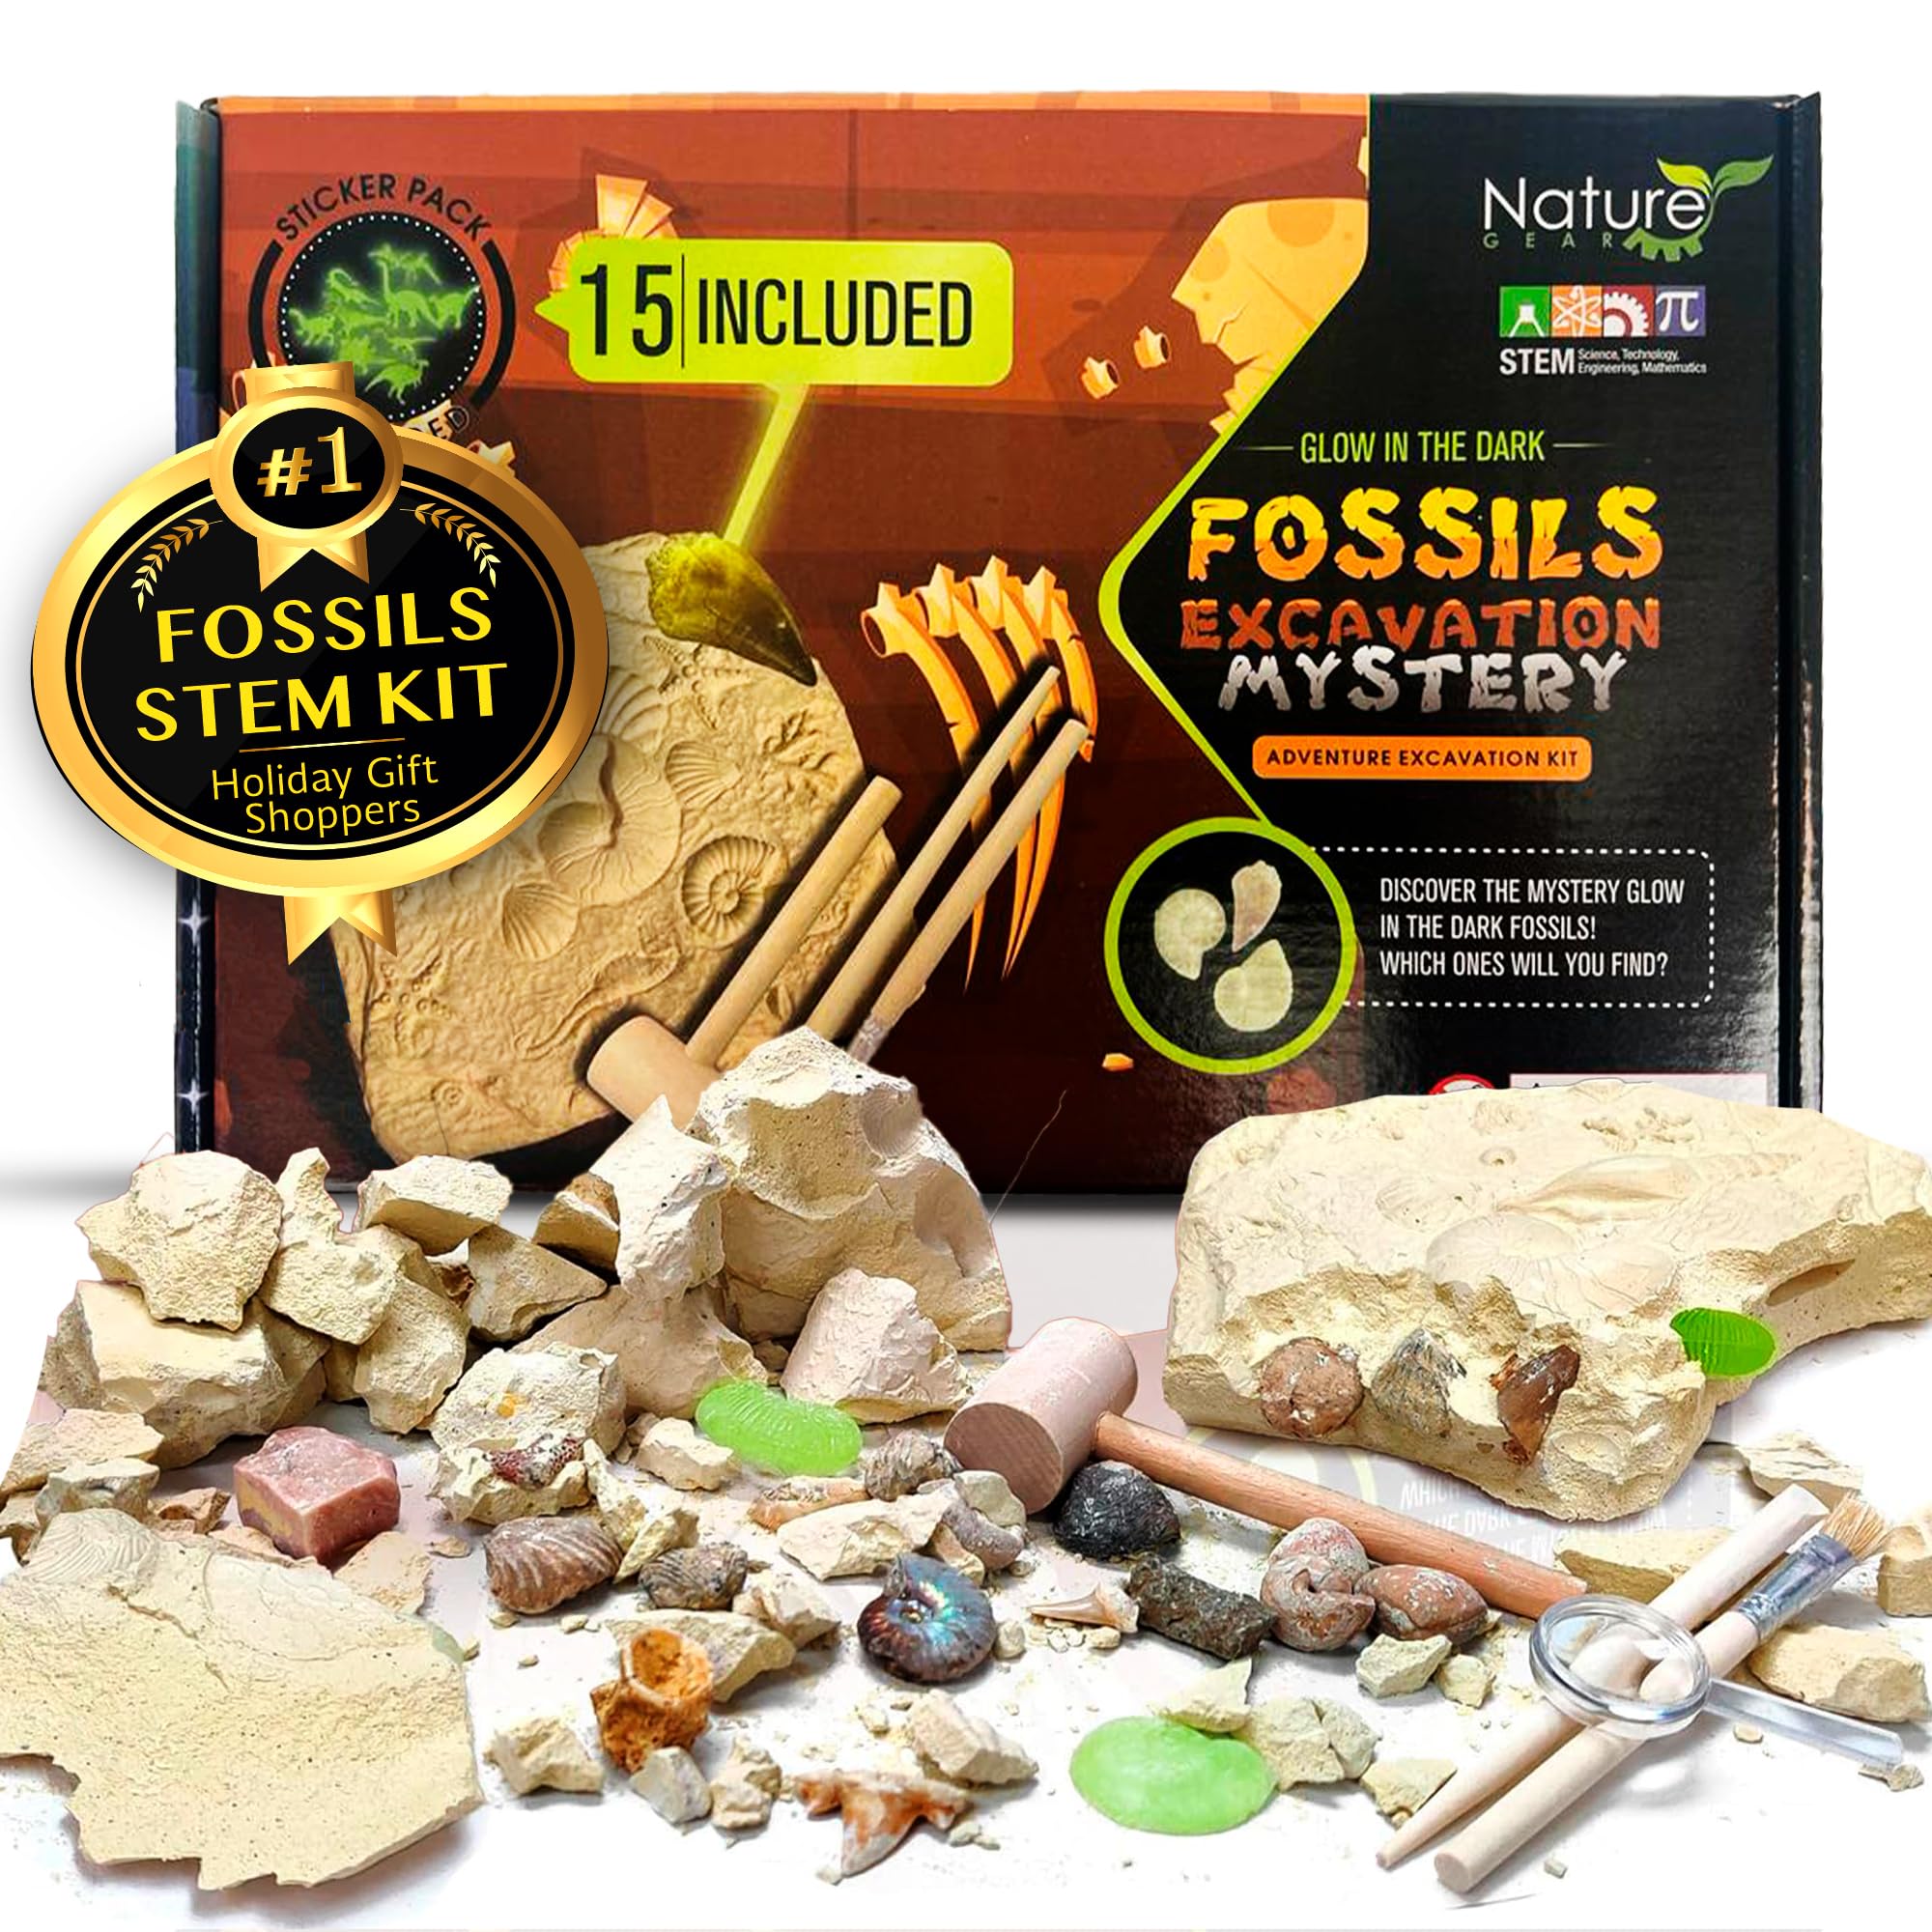 STICKER PACK
15 INCLUDED
Nature
GEAR
π
STEM Science, Technology,
Engineering, Mathematics
#1
FOSSILS
STEM KIT
Holiday Gift
Shoppers
GLOW IN THE DARK
FOSSILS
EXCAVATION
MYSTERY
ADVENTURE EXCAVATION KIT
DISCOVER THE MYSTERY GLOW
IN THE DARK FOSSILS!
WHICH ONES WILL YOU FIND?